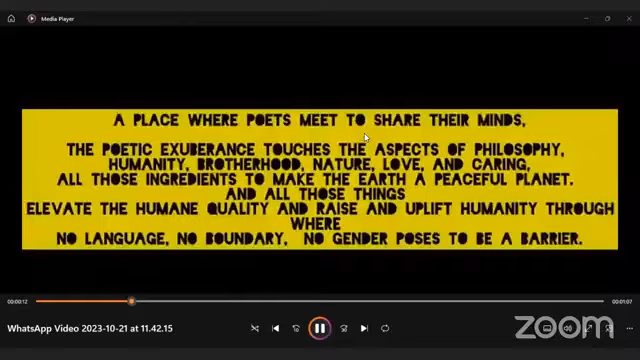 Media Player
A PLACE WHERE POETS MEET TO SHARE THEIR MINDS,
THE POETIC EXUBERANCE TOUCHES THE ASPECTS OF PHILOSOPHY,
HUMANITY, BROTHERHOOD, NATURE, LOVE, AND CARING,
ALL THOSE INGREDIENTS TO MAKE THE EARTH A PEACEFUL PLANET.
AND ALL THOSE THINGS
ELEVATE THE HUMANE QUALITY AND RAISE AND UPLIFT HUMANITY THROUGH
WHERE
NO LANGUAGE, NO BOUNDARY, NO GENDER POSES TO BE A BARRIER.
00:00:12
00:01:07
WhatsApp Video 2023-10-21 at 11.42.15
zoom